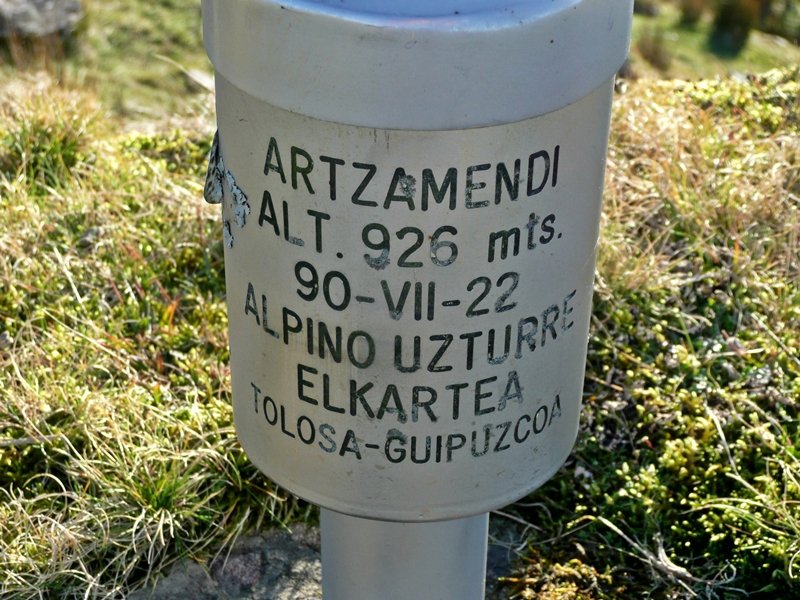 ARTZAMENDI
ALT. 926 mts.
90-VII-22
ALPINO UZTURRE
ELKARTEA
TOLOSA-GUIPUZCOA